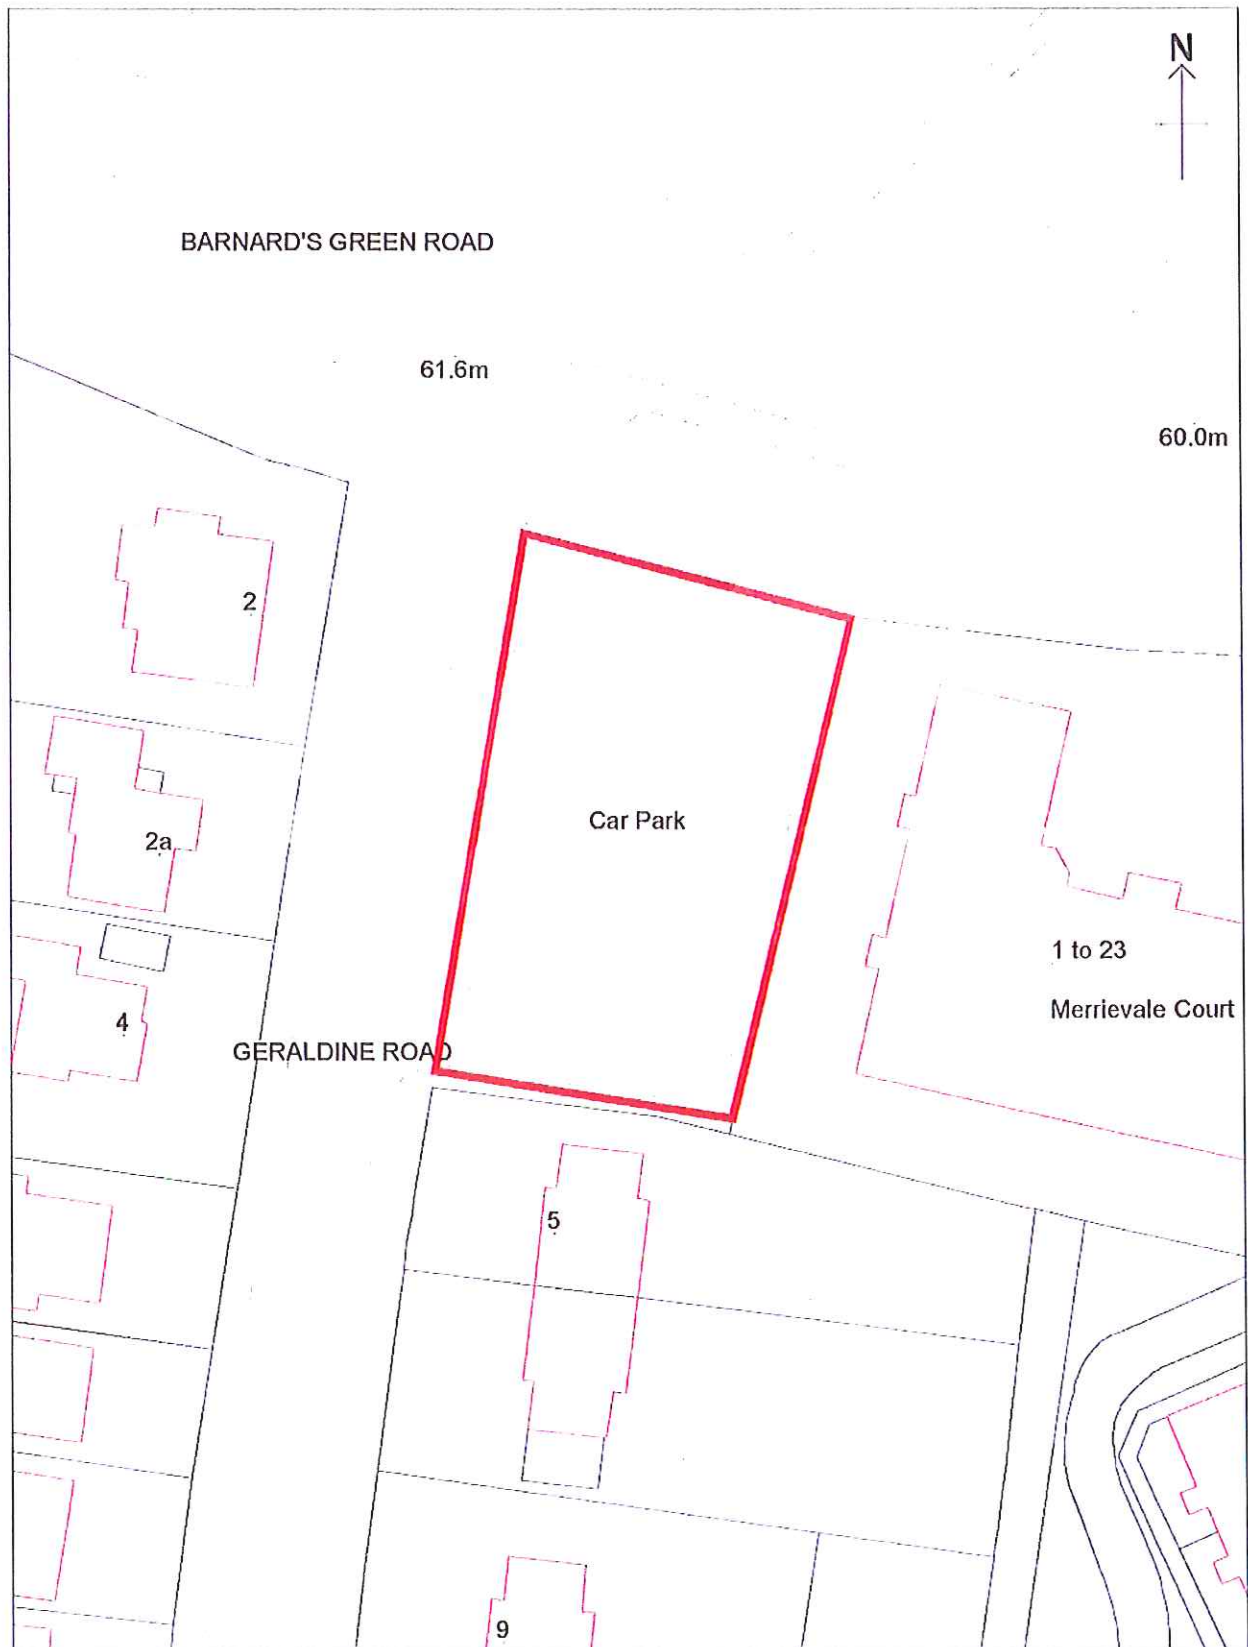 N
BARNARD'S GREEN ROAD
61.6m
60.0m
2
Car Park
2a
1 to 23
Merrievale Court
4
GERALDINE ROAD
5
9